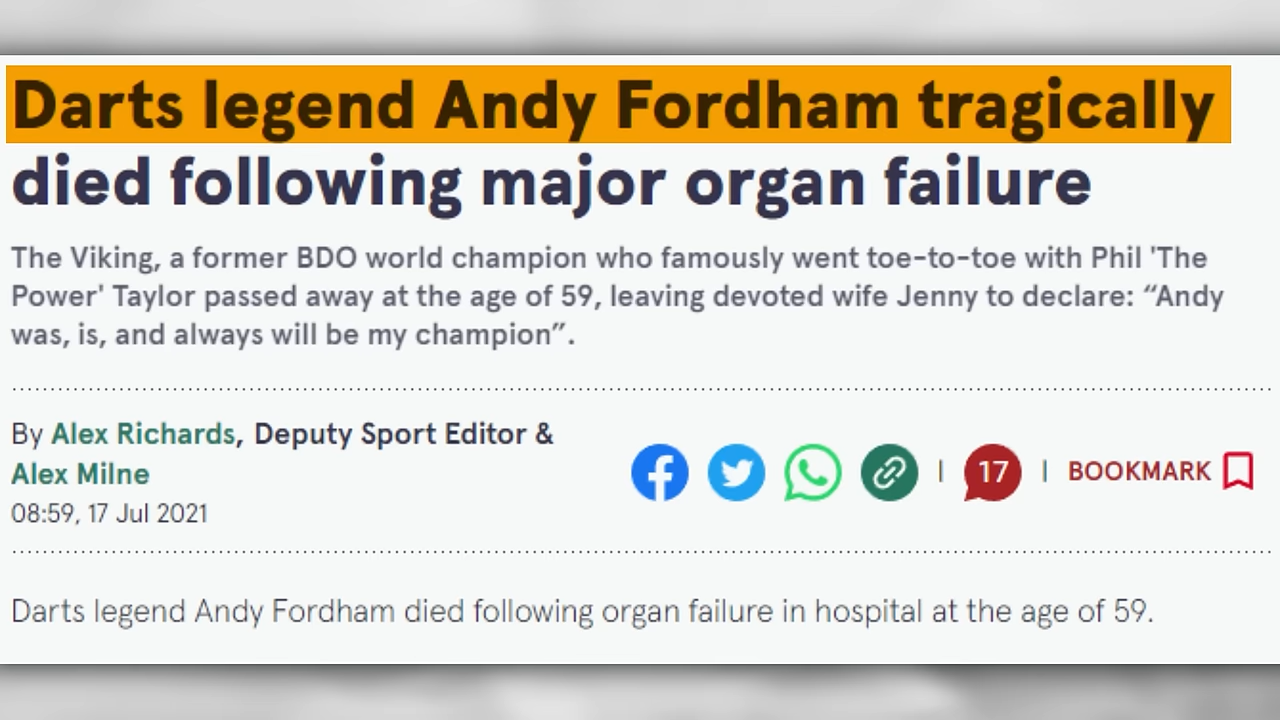 Darts legend Andy Fordham tragically
died following major organ failure
The Viking, a former BDO world champion who famously went toe-to-toe with Phil 'The
Power' Taylor passed away at the age of 59, leaving devoted wife Jenny to declare: “Andy
was, is, and always will be my champion”.
By Alex Richards, Deputy Sport Editor &
Alex Milne
08:59, 17 Jul 2021
17
BOOKMARK
Darts legend Andy Fordham died following organ failure in hospital at the age of 59.